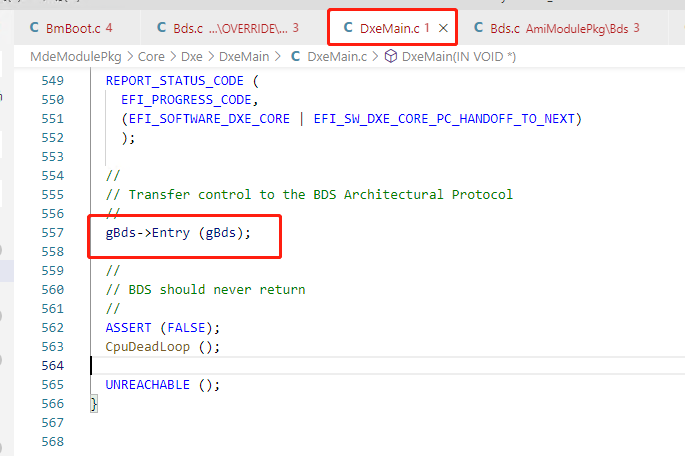 BmBoot.c 4
Bds.c ...\OVERRIDE\... 3
DxeMain.c 1 ×
Bds.c AmiModulePkg\Bds 3
MdeModulePkg > Core > Dxe > DxeMain > C DxeMain.c > DxeMain(IN VOID *)
549 REPORT_STATUS_CODE (
550 EFI_PROGRESS_CODE,
551 (EFI_SOFTWARE_DXE_CORE | EFI_SW_DXE_CORE_PC_HANDOFF_TO_NEXT)
552 );
553
554 //
555 // Transfer control to the BDS Architectural Protocol
556 //
557 gBds->Entry (gBds);
558
559 //
560 // BDS should never return
561 //
562 ASSERT (FALSE);
563 CpuDeadLoop ();
564
565 UNREACHABLE ();
566 }
567
568